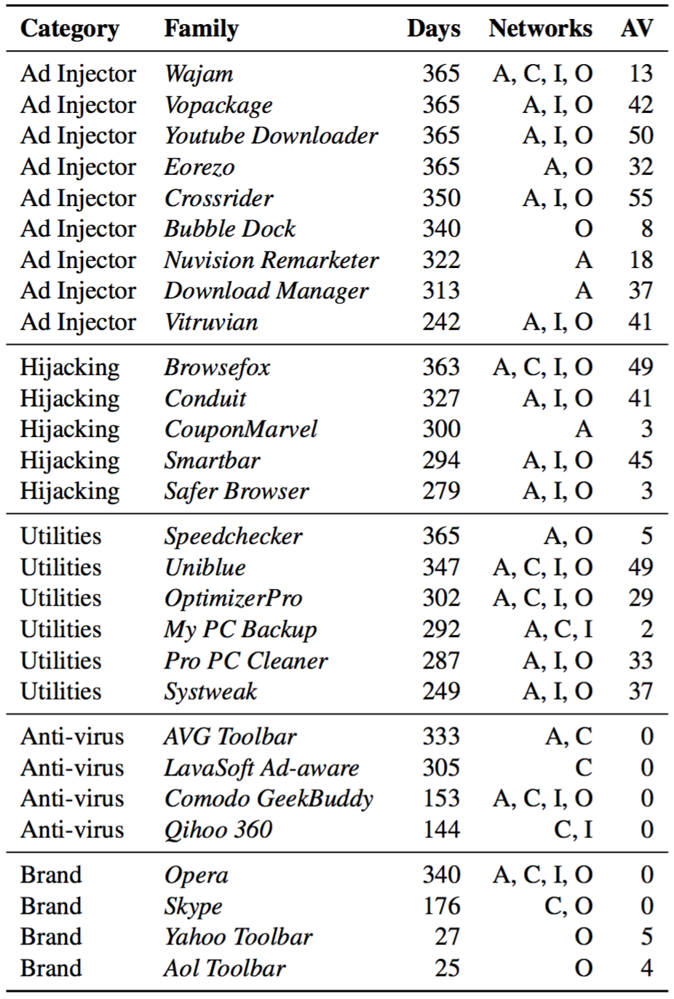 Category Family Days Networks AV
Ad Injector Wajam 365 A, C, I, O 13
Ad Injector Vopackage 365 A, I, O 42
Ad Injector Youtube Downloader 365 A, I, O 50
Ad Injector Eorezo 365 A, O 32
Ad Injector Crossrider 350 A, I, O 55
Ad Injector Bubble Dock 340 O 8
Ad Injector Nuvision Remarketer 322 A 18
Ad Injector Download Manager 313 A 37
Ad Injector Vitruvian 242 A, I, O 41
Hijacking Browsefox 363 A, C, I, O 49
Hijacking Conduit 327 A, I, O 41
Hijacking CouponMarvel 300 A 3
Hijacking Smartbar 294 A, I, O 45
Hijacking Safer Browser 279 A, I, O 3
Utilities Speedchecker 365 A, O 5
Utilities Uniblue 347 A, C, I, O 49
Utilities OptimizerPro 302 A, C, I, O 29
Utilities My PC Backup 292 A, C, I 2
Utilities Pro PC Cleaner 287 A, I, O 33
Utilities Systweak 249 A, I, O 37
Anti-virus AVG Toolbar 333 A, C 0
Anti-virus LavaSoft Ad-aware 305 C 0
Anti-virus Comodo GeekBuddy 153 A, C, I, O 0
Anti-virus Qihoo 360 144 C, I 0
Brand Opera 340 A, C, I, O 0
Brand Skype 176 C, O 0
Brand Yahoo Toolbar 27 O 5
Brand Aol Toolbar 25 O 4